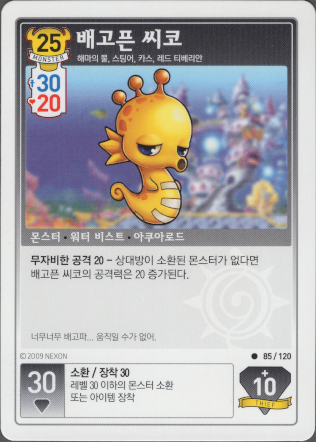 25
MONSTER
배고픈 씨코
해마의 뿔, 스팅어, 카스, 레드 티베리안
30
20
몬스터 · 워터 비스트 · 아쿠아로드
무자비한 공격 20 – 상대방이 소환된 몬스터가 없다면
배고픈 씨코의 공격력은 20 증가된다.
너무너무 배고파... 움직일 수가 없어.
© 2009 NEXON
● 85 / 120
30
소환 / 장착 30
레벨 30 이하의 몬스터 소환
또는 아이템 장착
+
10
THIEF